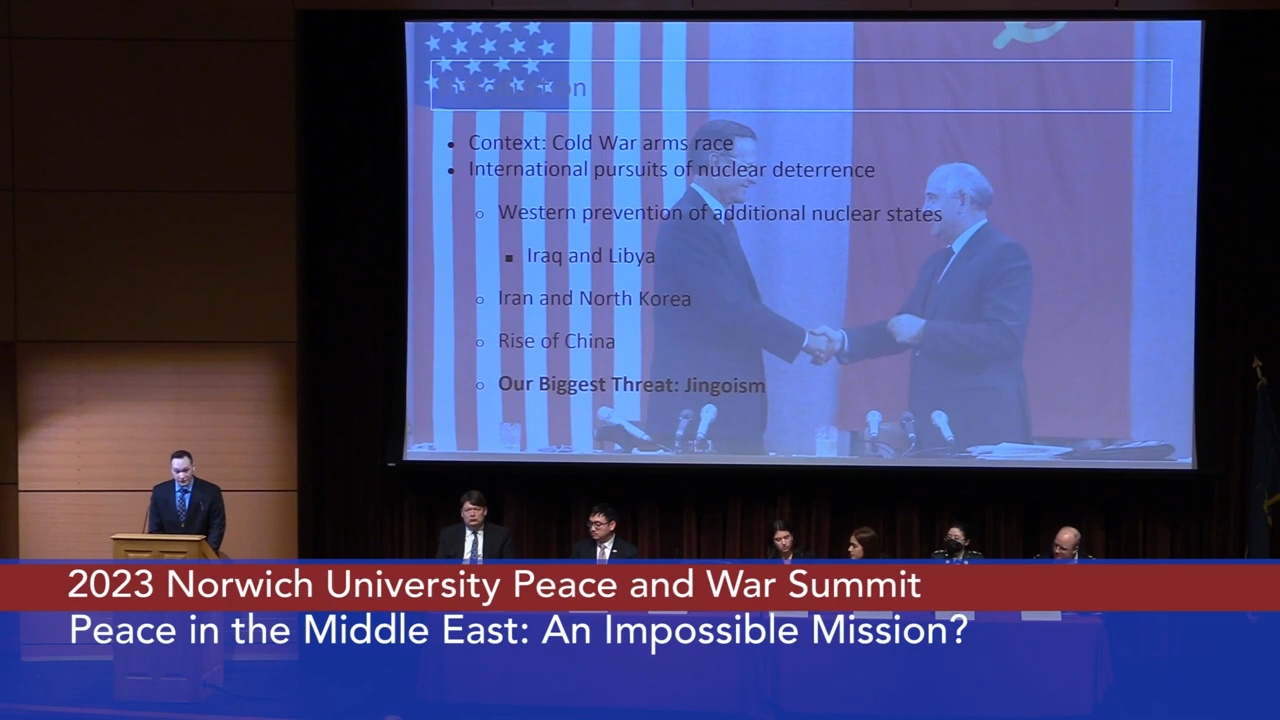 Context: Cold War arms race
International pursuits of nuclear deterrence
Western prevention of additional nuclear states
Iraq and Libya
Iran and North Korea
Rise of China
Our Biggest Threat: Jingoism
2023 Norwich University Peace and War Summit
Peace in the Middle East: An Impossible Mission?